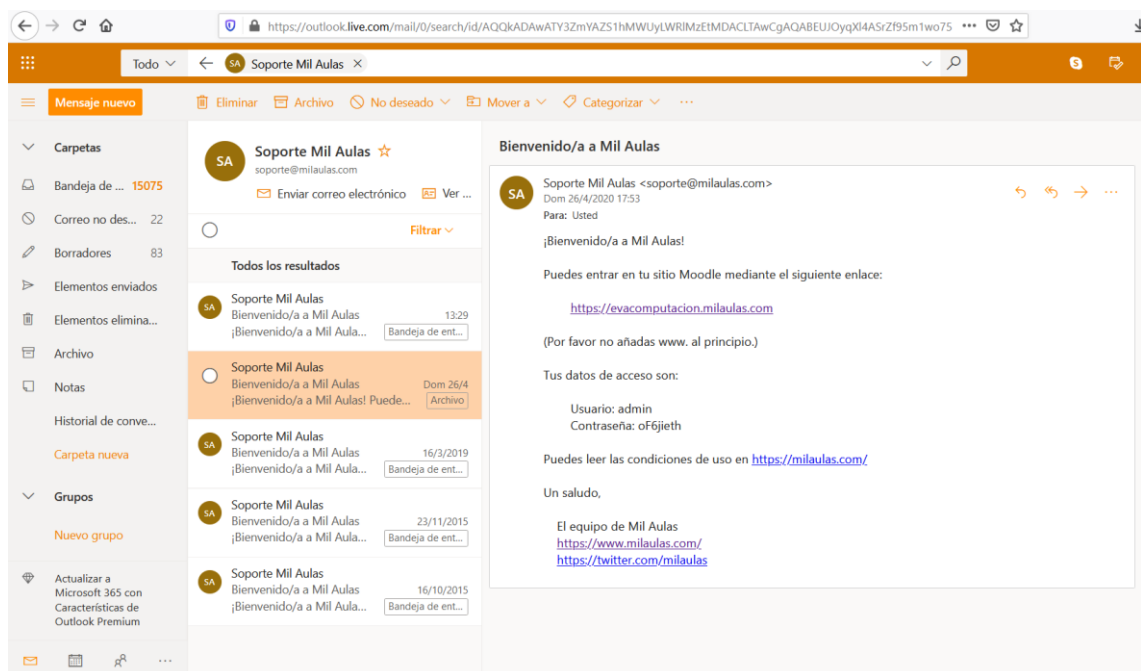 https://outlook.live.com/mail/0/search/id/AQQkADAwATY3ZmYAZS1hMWUyLWRlMzEtMDACLTAwCgAQABEUJOyqXl4ASrZf95m1wo75
Todo
SA Soporte Mil Aulas
Mensaje nuevo
Eliminar Archivo No deseado Mover a Categorizar
Carpetas
Bandeja de ... 15075
Correo no des... 22
Borradores 83
Elementos enviados
Elementos elimina...
Archivo
Notas
Historial de conve...
Carpeta nueva
Grupos
Nuevo grupo
Actualizar a
Microsoft 365 con
Características de
Outlook Premium
SA
Soporte Mil Aulas
soporte@milaulas.com
Enviar correo electrónico Ver ...
Filtrar
Todos los resultados
SA Soporte Mil Aulas
Bienvenido/a a Mil Aulas 13:29
¡Bienvenido/a a Mil Aula... Bandeja de ent...
Soporte Mil Aulas
Bienvenido/a a Mil Aulas Dom 26/4
¡Bienvenido/a a Mil Aulas! Puede... Archivo
SA Soporte Mil Aulas
Bienvenido/a a Mil Aulas 16/3/2019
¡Bienvenido/a a Mil Aula... Bandeja de ent...
SA Soporte Mil Aulas
Bienvenido/a a Mil Aulas 23/11/2015
¡Bienvenido/a a Mil Aula... Bandeja de ent...
SA Soporte Mil Aulas
Bienvenido/a a Mil Aulas 16/10/2015
¡Bienvenido/a a Mil Aula... Bandeja de ent...
Bienvenido/a a Mil Aulas
SA Soporte Mil Aulas <soporte@milaulas.com>
Dom 26/4/2020 17:53
Para: Usted
¡Bienvenido/a a Mil Aulas!
Puedes entrar en tu sitio Moodle mediante el siguiente enlace:
https://evacomputacion.milaulas.com
(Por favor no añadas www. al principio.)
Tus datos de acceso son:
Usuario: admin
Contraseña: oF6jieth
Puedes leer las condiciones de uso en https://milaulas.com/
Un saludo,
El equipo de Mil Aulas
https://www.milaulas.com/
https://twitter.com/milaulas